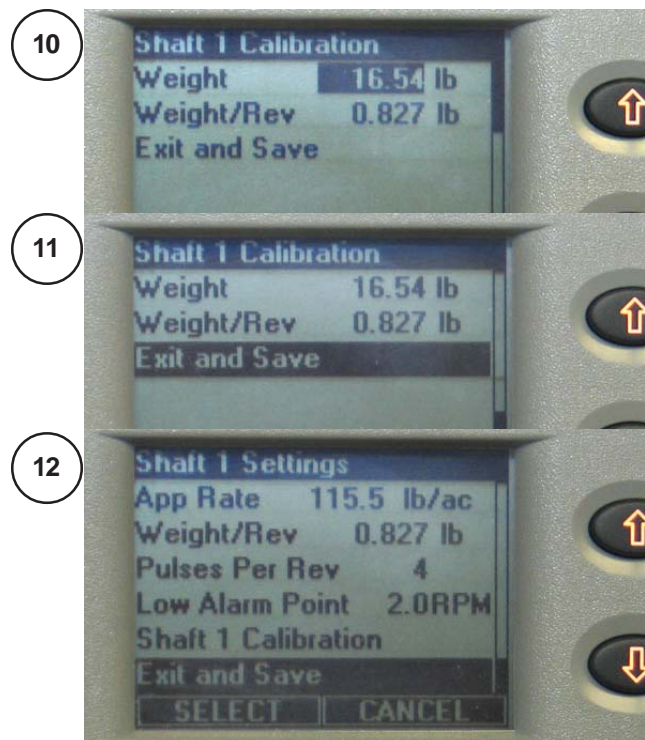 10
Shaft 1 Calibration
Weight 16.54 lb
Weight/Rev 0.827 lb
Exit and Save
11
Shaft 1 Calibration
Weight 16.54 lb
Weight/Rev 0.827 lb
Exit and Save
12
Shaft 1 Settings
App Rate 115.5 lb/ac
Weight/Rev 0.827 lb
Pulses Per Rev 4
Low Alarm Point 2.0RPM
Shaft 1 Calibration
Exit and Save
SELECT CANCEL